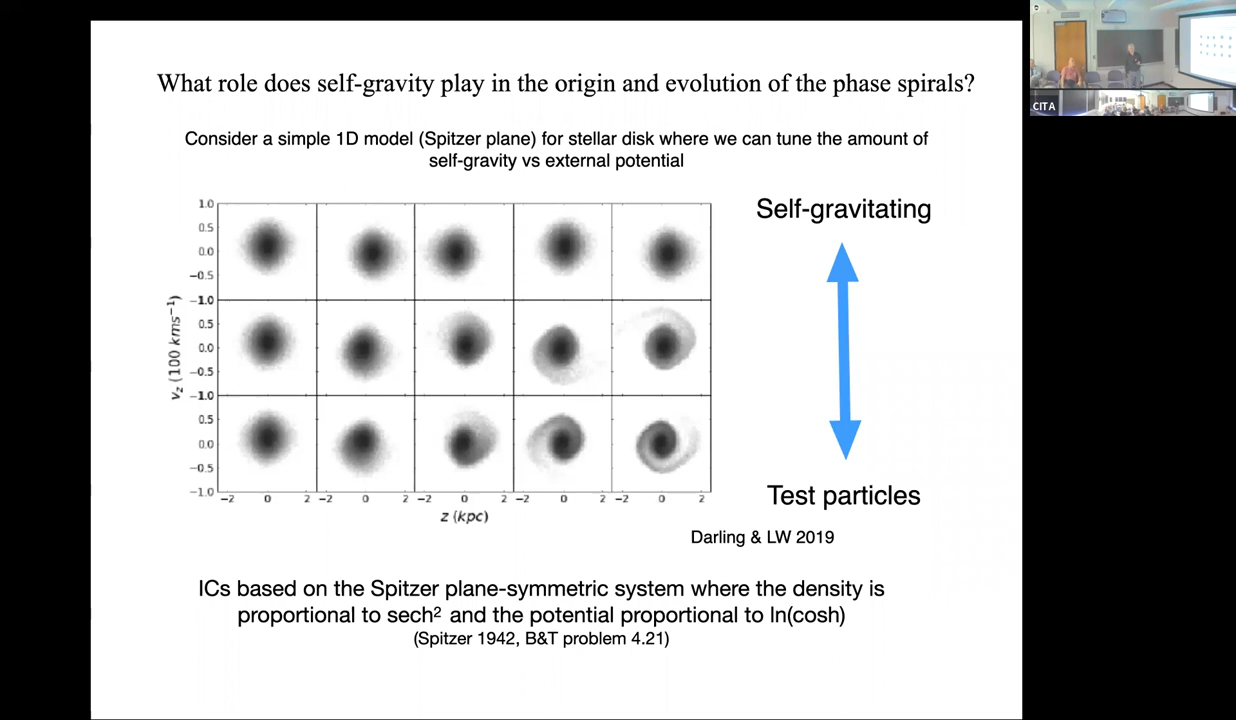 What role does self-gravity play in the origin and evolution of the phase spirals?
Consider a simple 1D model (Spitzer plane) for stellar disk where we can tune the amount of
self-gravity vs external potential
1.0
0.5
0.0
−0.5
−1.0
0.5
0.0
−0.5
−1.0
0.5
0.0
−0.5
−1.0
v_z (100 kms⁻¹)
−2 0 2 −2 0 2 −2 0 2 −2 0 2 −2 0 2
z (kpc)
Self-gravitating
Test particles
Darling & LW 2019
ICs based on the Spitzer plane-symmetric system where the density is
proportional to sech² and the potential proportional to ln(cosh)
(Spitzer 1942, B&T problem 4.21)
CITA